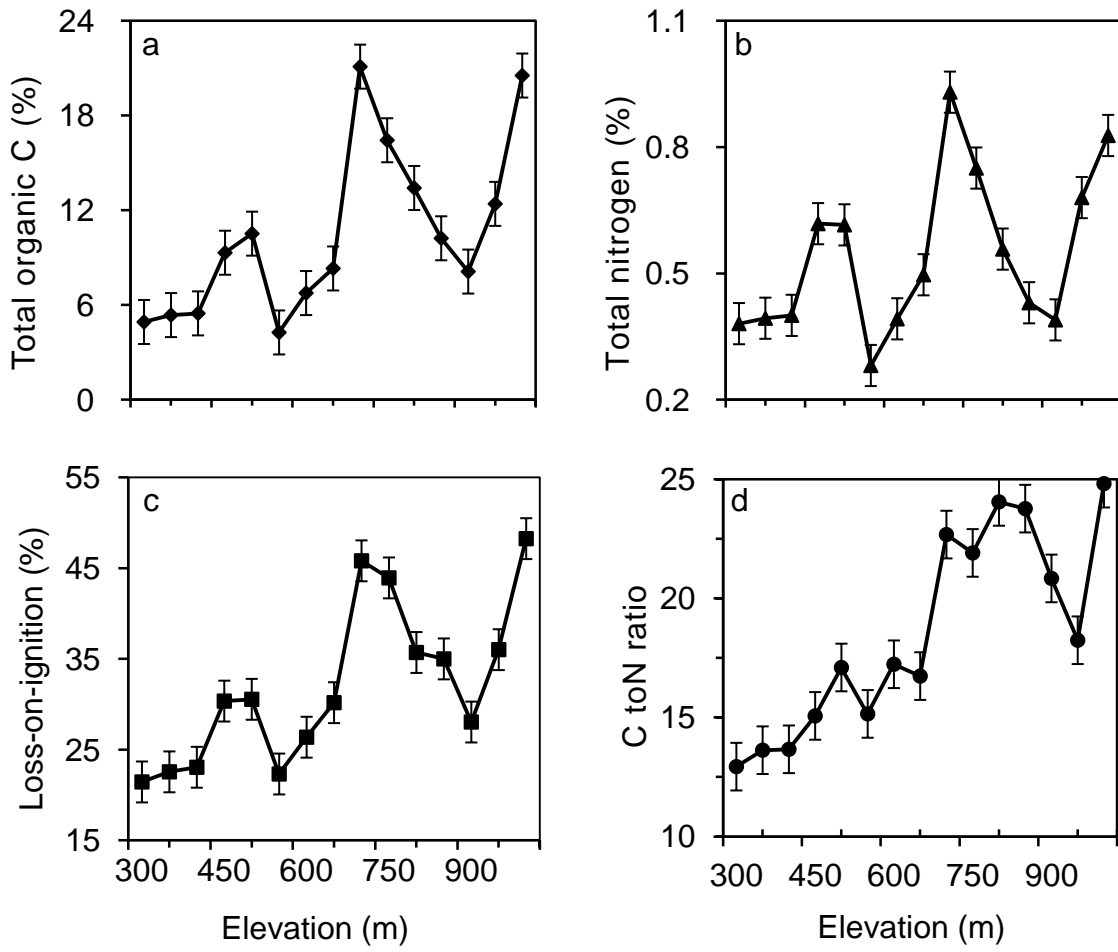 a
Total organic C (%)
24
18
12
6
0
b
Total nitrogen (%)
1.1
0.8
0.5
0.2
c
Loss-on-ignition (%)
55
45
35
25
15
300 450 600 750 900
Elevation (m)
d
C toN ratio
25
20
15
10
300 450 600 750 900
Elevation (m)